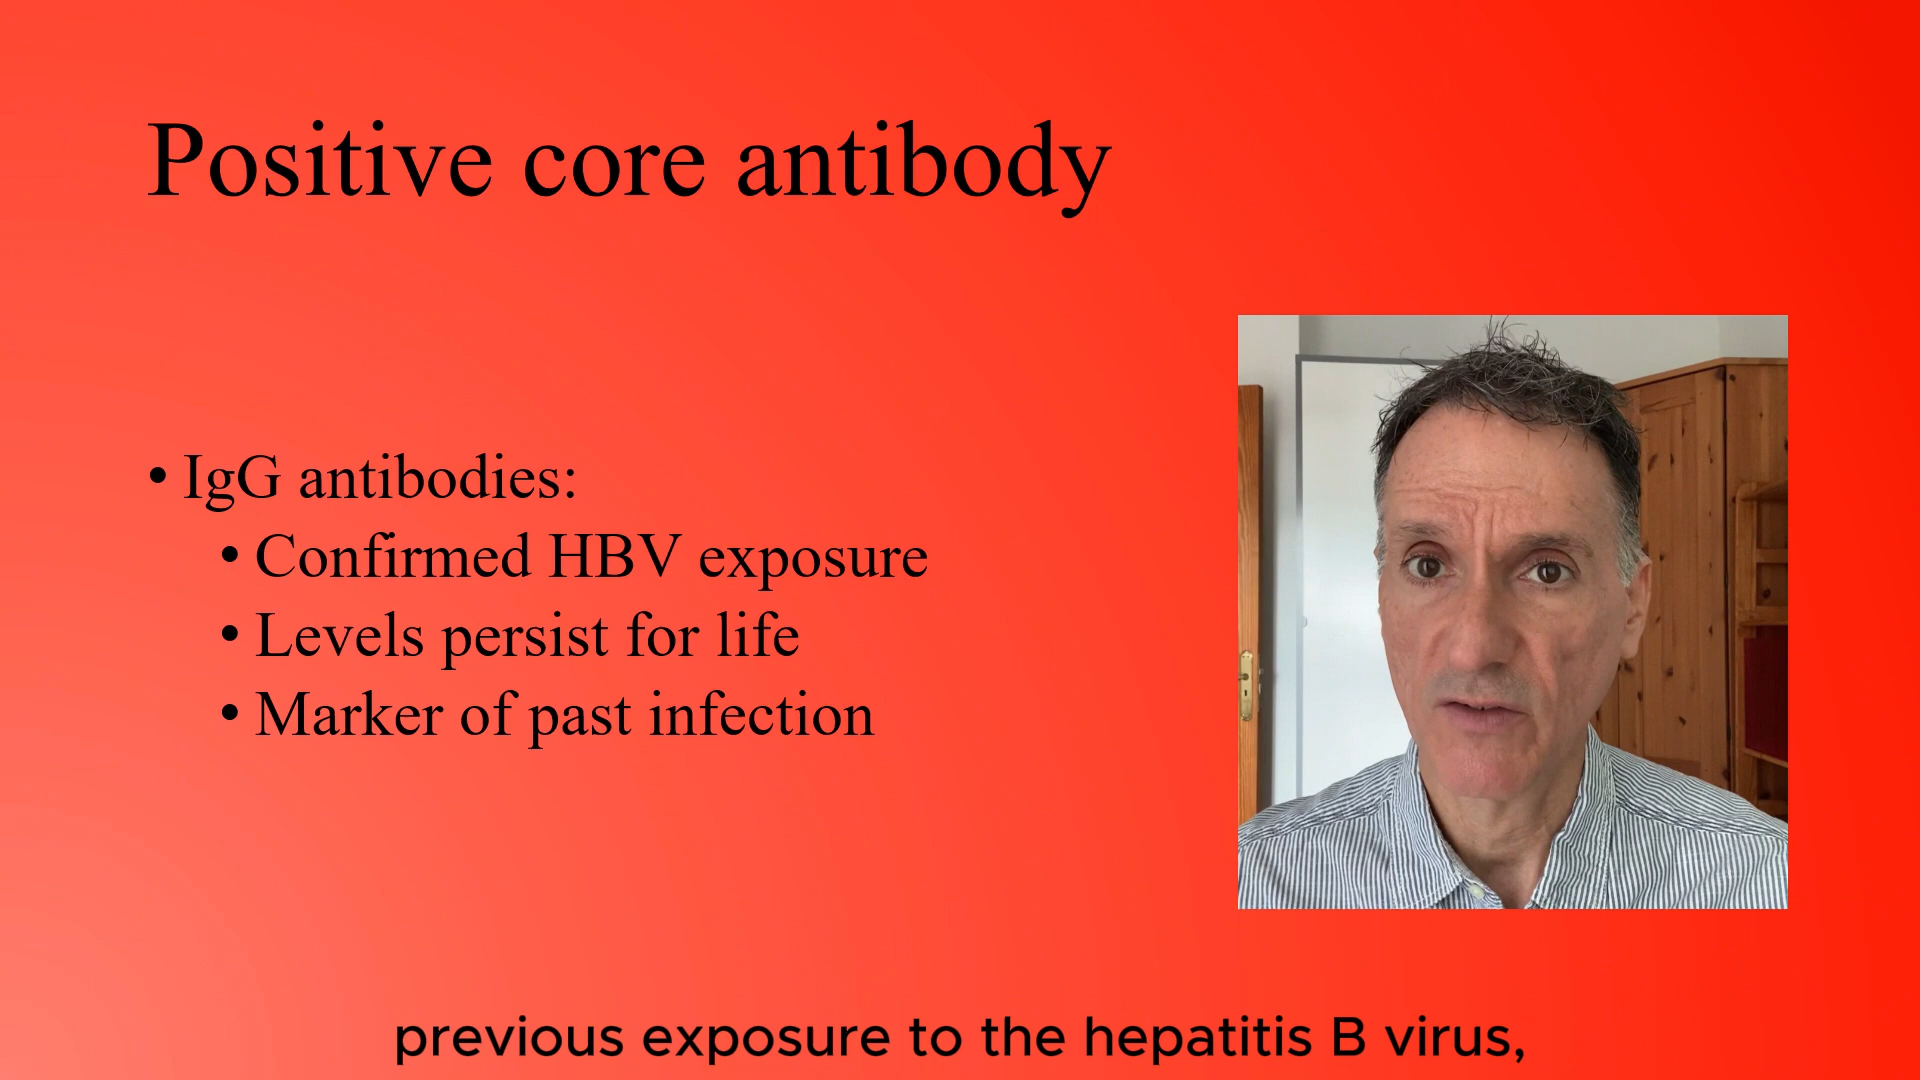 Positive core antibody
• IgG antibodies:
• Confirmed HBV exposure
• Levels persist for life
• Marker of past infection
previous exposure to the hepatitis B virus,